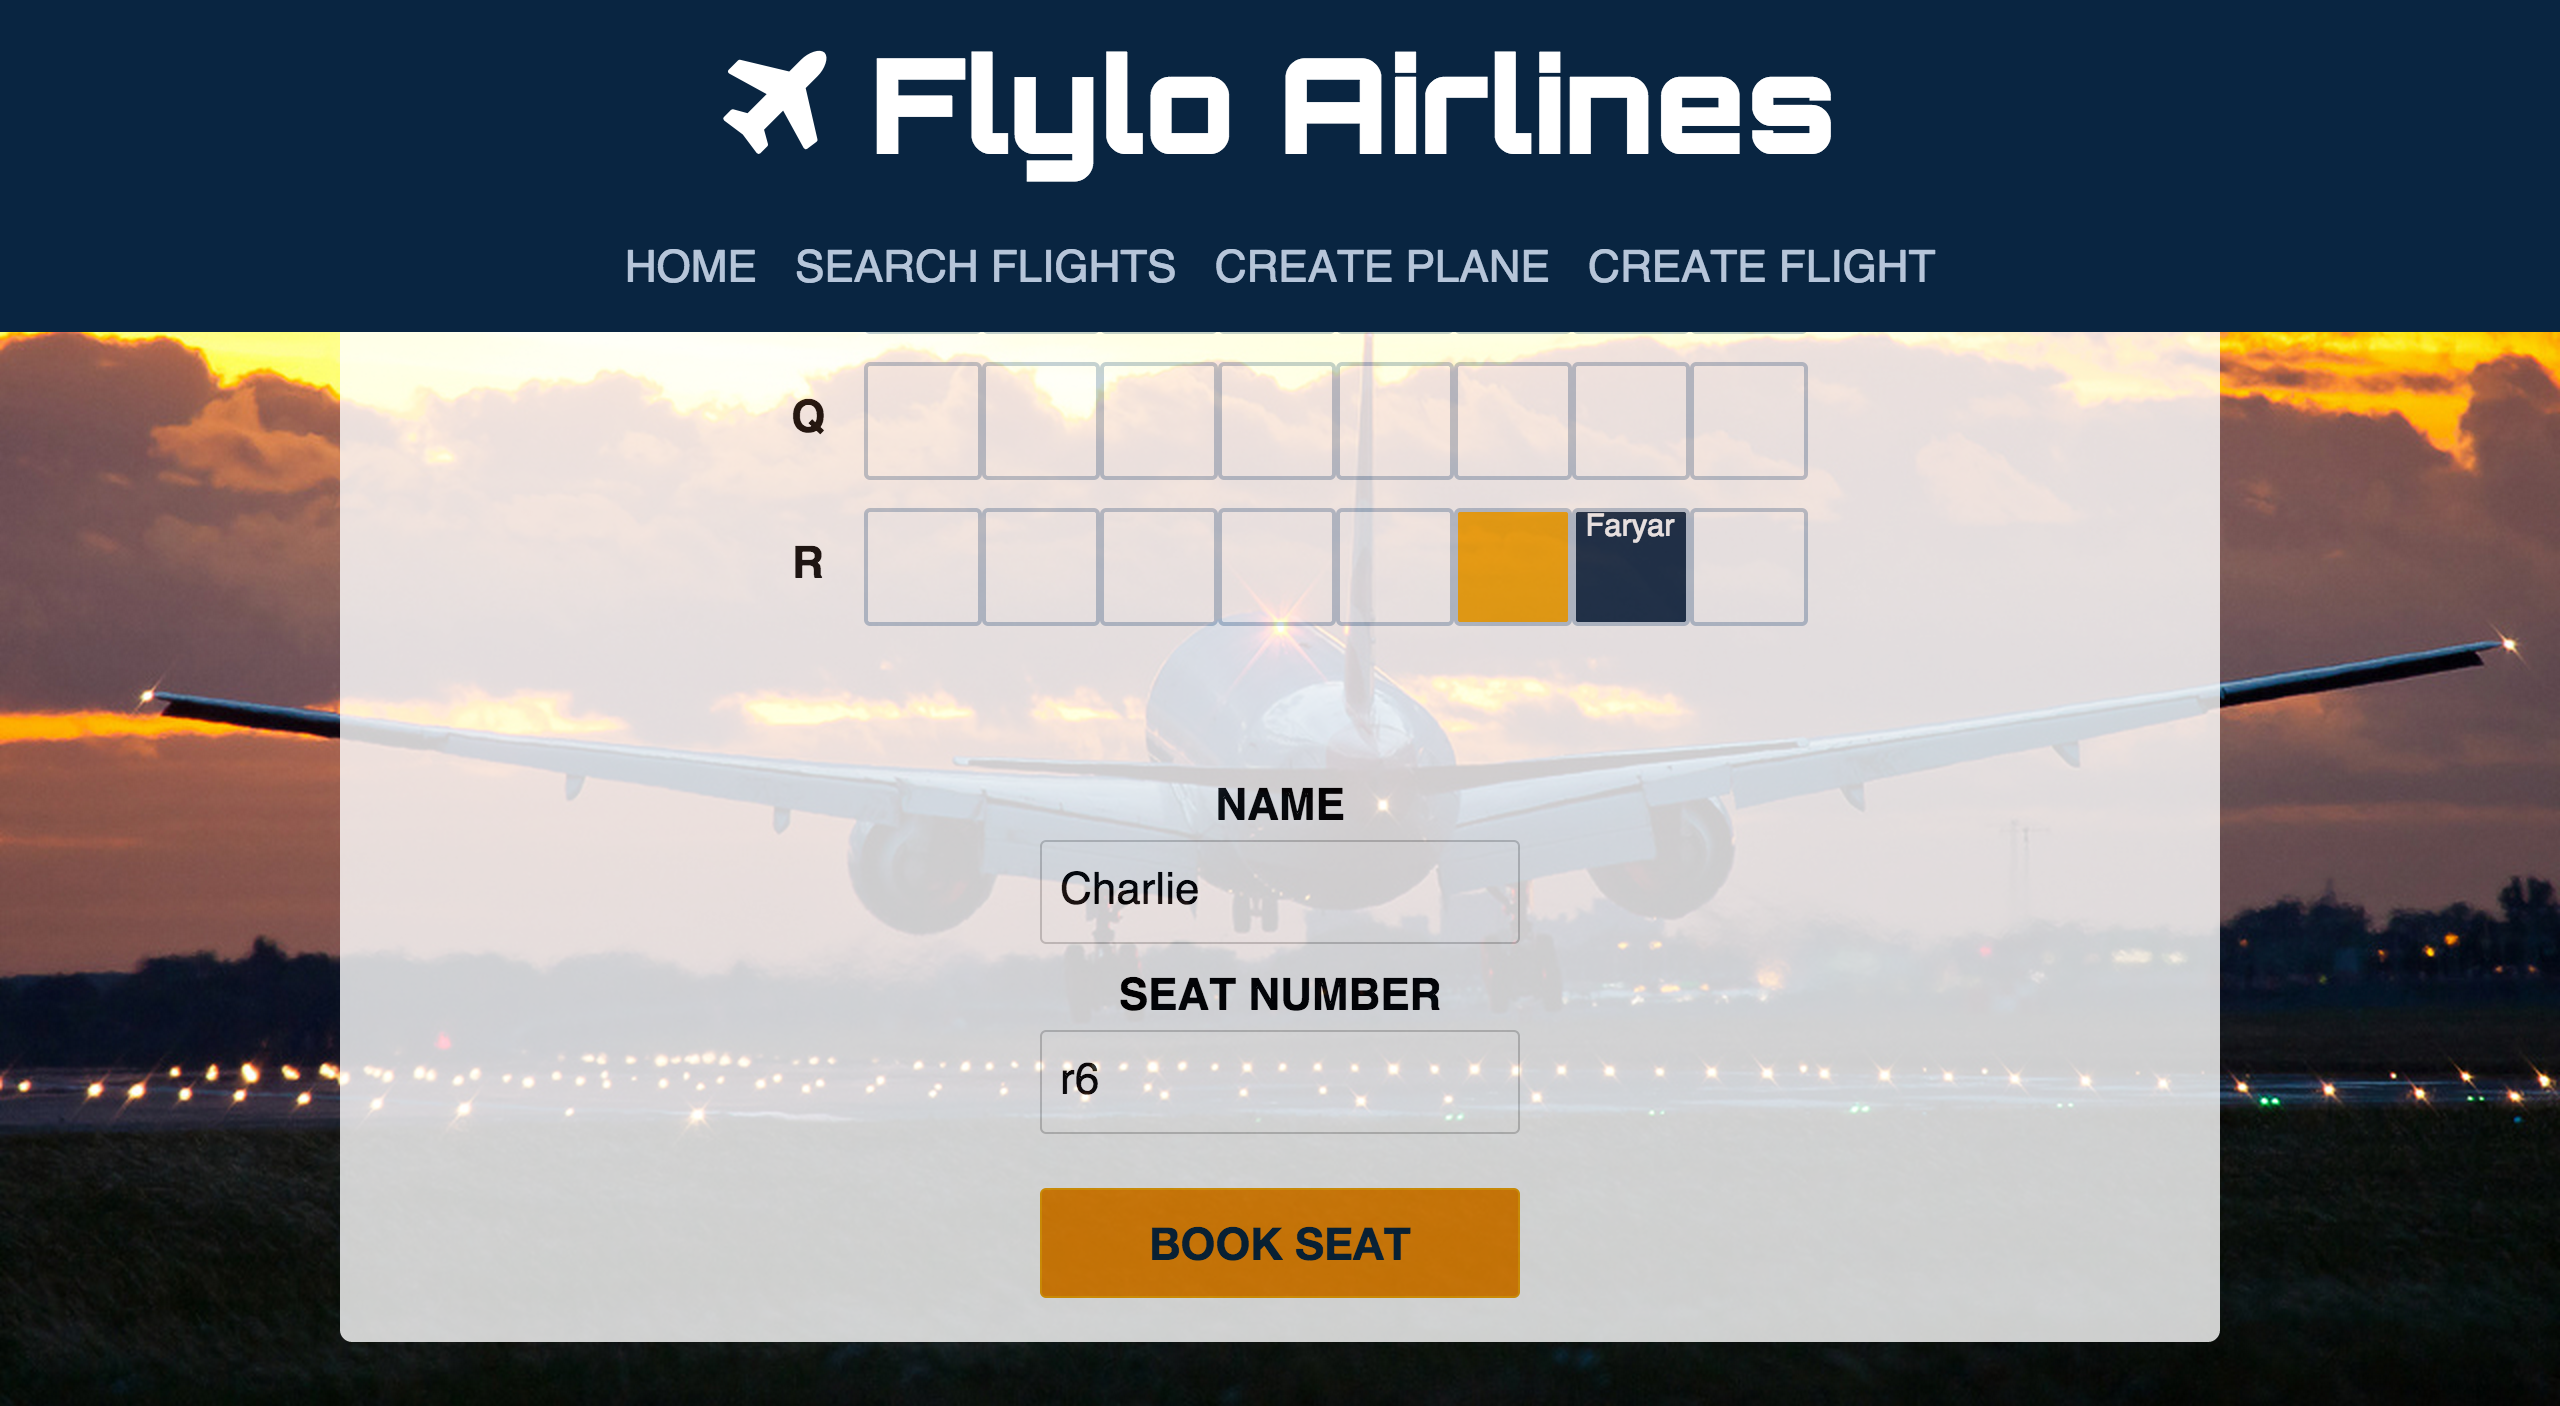 Flylo Airlines
HOME SEARCH FLIGHTS CREATE PLANE CREATE FLIGHT
Q
R
Faryar
NAME
Charlie
SEAT NUMBER
r6
BOOK SEAT